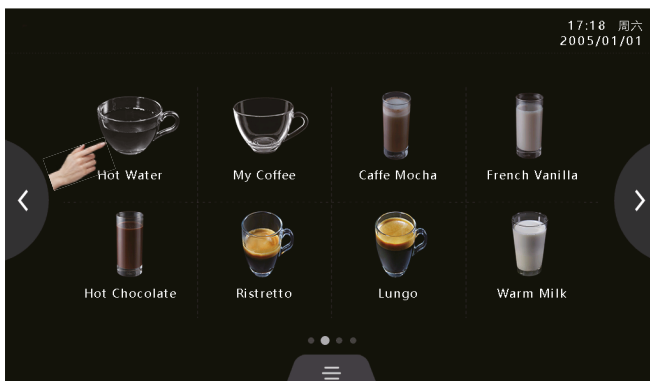 17:18 周六
2005/01/01
Hot Water My Coffee Caffe Mocha French Vanilla
Hot Chocolate Ristretto Lungo Warm Milk